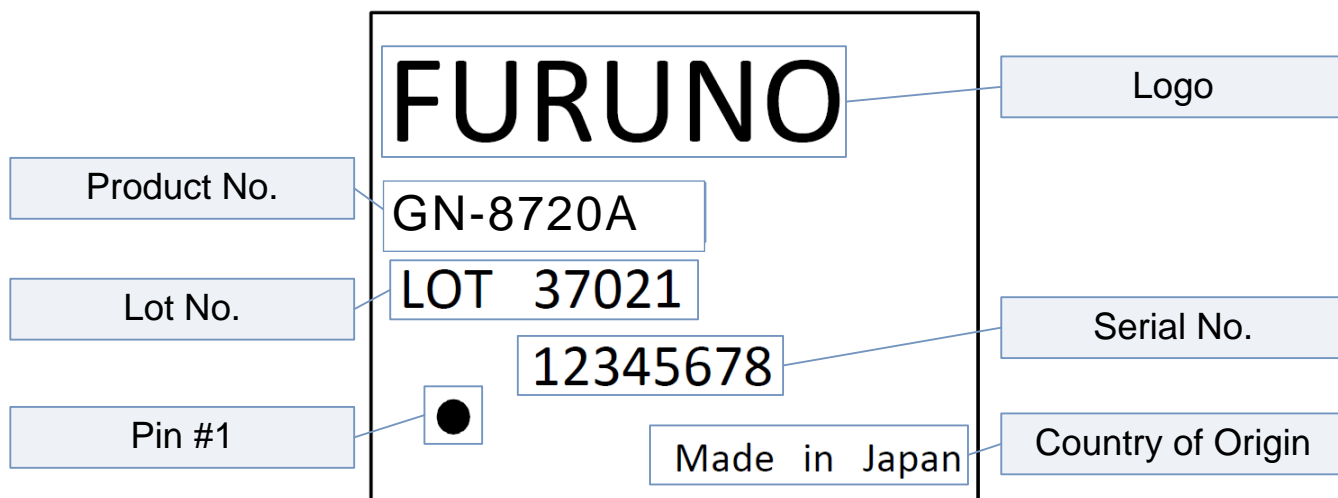 FURUNO
Logo
Product No.
GN-8720A
Lot No.
LOT 37021
12345678
Serial No.
Pin #1
Made in Japan
Country of Origin